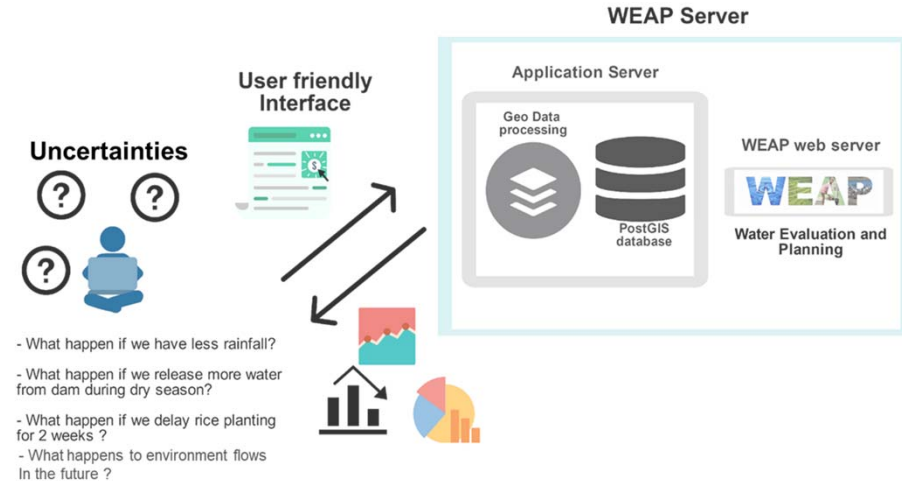 WEAP Server
User friendly
Interface
$
Application Server
Geo Data
processing
PostGIS
database
WEAP web server
WEAP
Water Evaluation and
Planning
Uncertainties
?
?
?
- What happen if we have less rainfall?
- What happen if we release more water
from dam during dry season?
- What happen if we delay rice planting
for 2 weeks ?
- What happens to environment flows
In the future ?